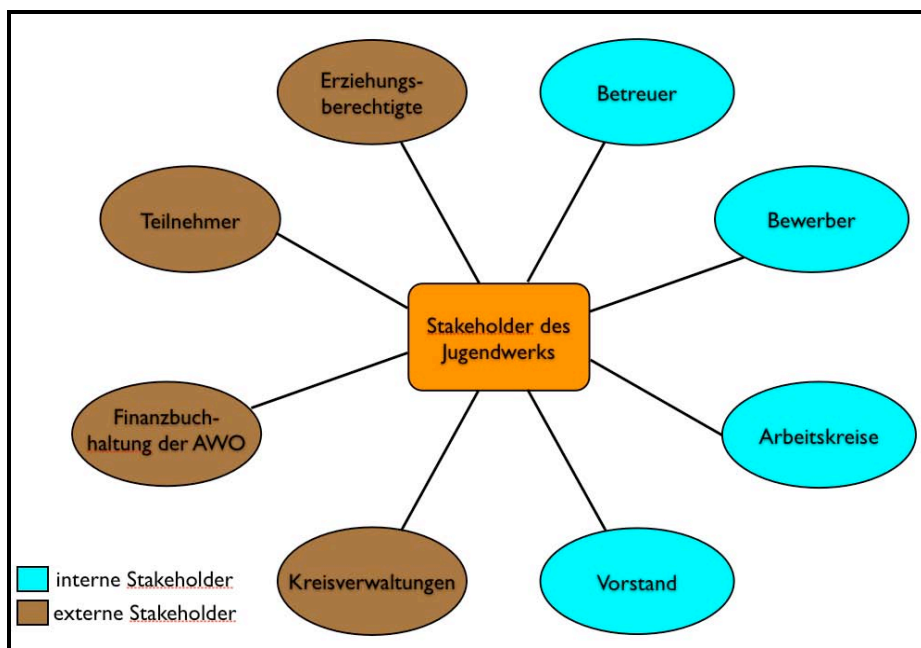 Erziehungs-
berechtigte
Betreuer
Teilnehmer
Bewerber
Stakeholder des
Jugendwerks
Finanzbuch-
haltung der AWO
Arbeitskreise
Kreisverwaltungen
Vorstand
interne Stakeholder
externe Stakeholder